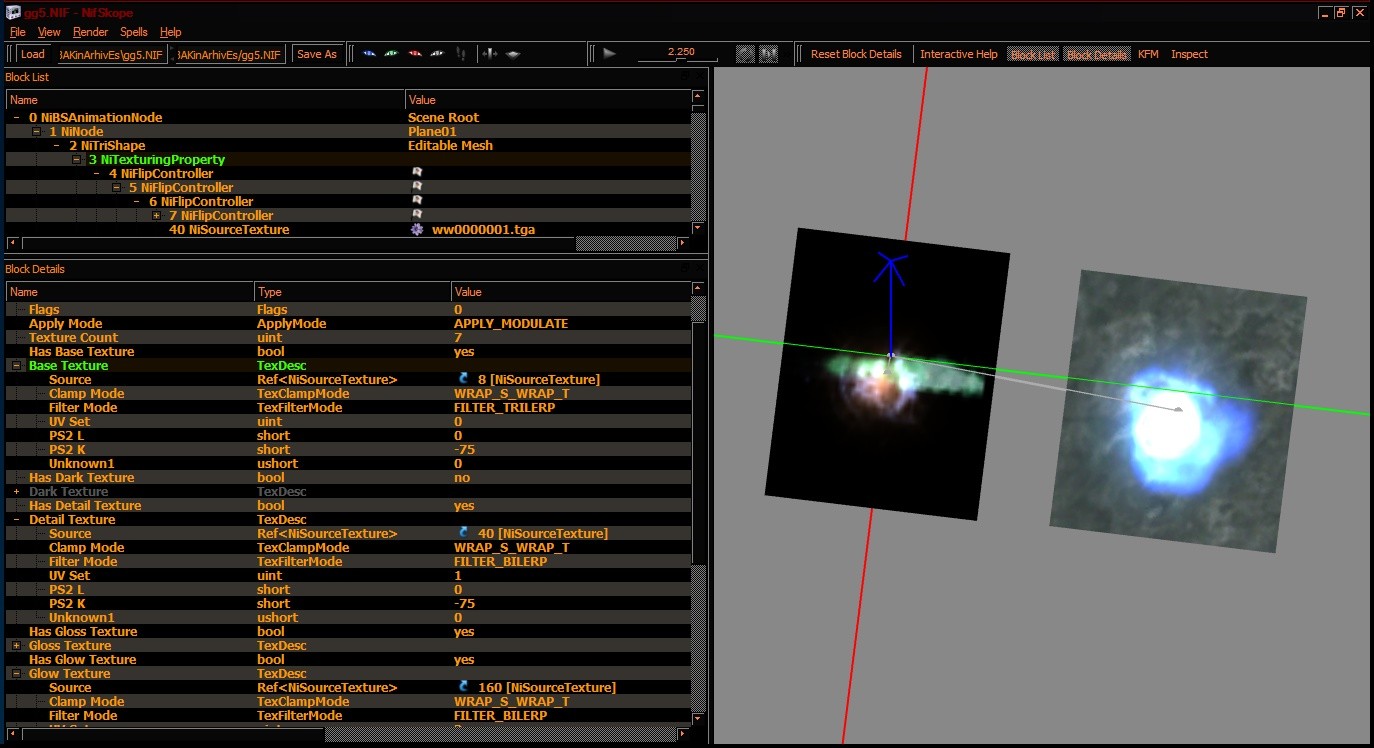 gg5.NIF - NifSkope
File View Render Spells Help
Load 3AKinArhivEs\gg5.NIF 3AKinArhivEs/gg5.NIF Save As 2.250 Reset Block Details Interactive Help Block List Block Details KFM Inspect
Block List
Name Value
- 0 NiBSAnimationNode Scene Root
- 1 NiNode Plane01
- 2 NiTriShape Editable Mesh
- 3 NiTexturingProperty
- 4 NiFlipController
- 5 NiFlipController
- 6 NiFlipController
+ 7 NiFlipController
40 NiSourceTexture ww0000001.tga
Block Details
Name Type Value
Flags Flags 0
Apply Mode ApplyMode APPLY_MODULATE
Texture Count uint 7
Has Base Texture bool yes
- Base Texture TexDesc
Source Ref<NiSourceTexture> 8 [NiSourceTexture]
Clamp Mode TexClampMode WRAP_S_WRAP_T
Filter Mode TexFilterMode FILTER_TRILERP
UV Set uint 0
PS2 L short 0
PS2 K short -75
Unknown1 ushort 0
Has Dark Texture bool no
+ Dark Texture TexDesc
Has Detail Texture bool yes
- Detail Texture TexDesc
Source Ref<NiSourceTexture> 40 [NiSourceTexture]
Clamp Mode TexClampMode WRAP_S_WRAP_T
Filter Mode TexFilterMode FILTER_BILERP
UV Set uint 1
PS2 L short 0
PS2 K short -75
Unknown1 ushort 0
Has Gloss Texture bool yes
+ Gloss Texture TexDesc
Has Glow Texture bool yes
- Glow Texture TexDesc
Source Ref<NiSourceTexture> 160 [NiSourceTexture]
Clamp Mode TexClampMode WRAP_S_WRAP_T
Filter Mode TexFilterMode FILTER_BILERP